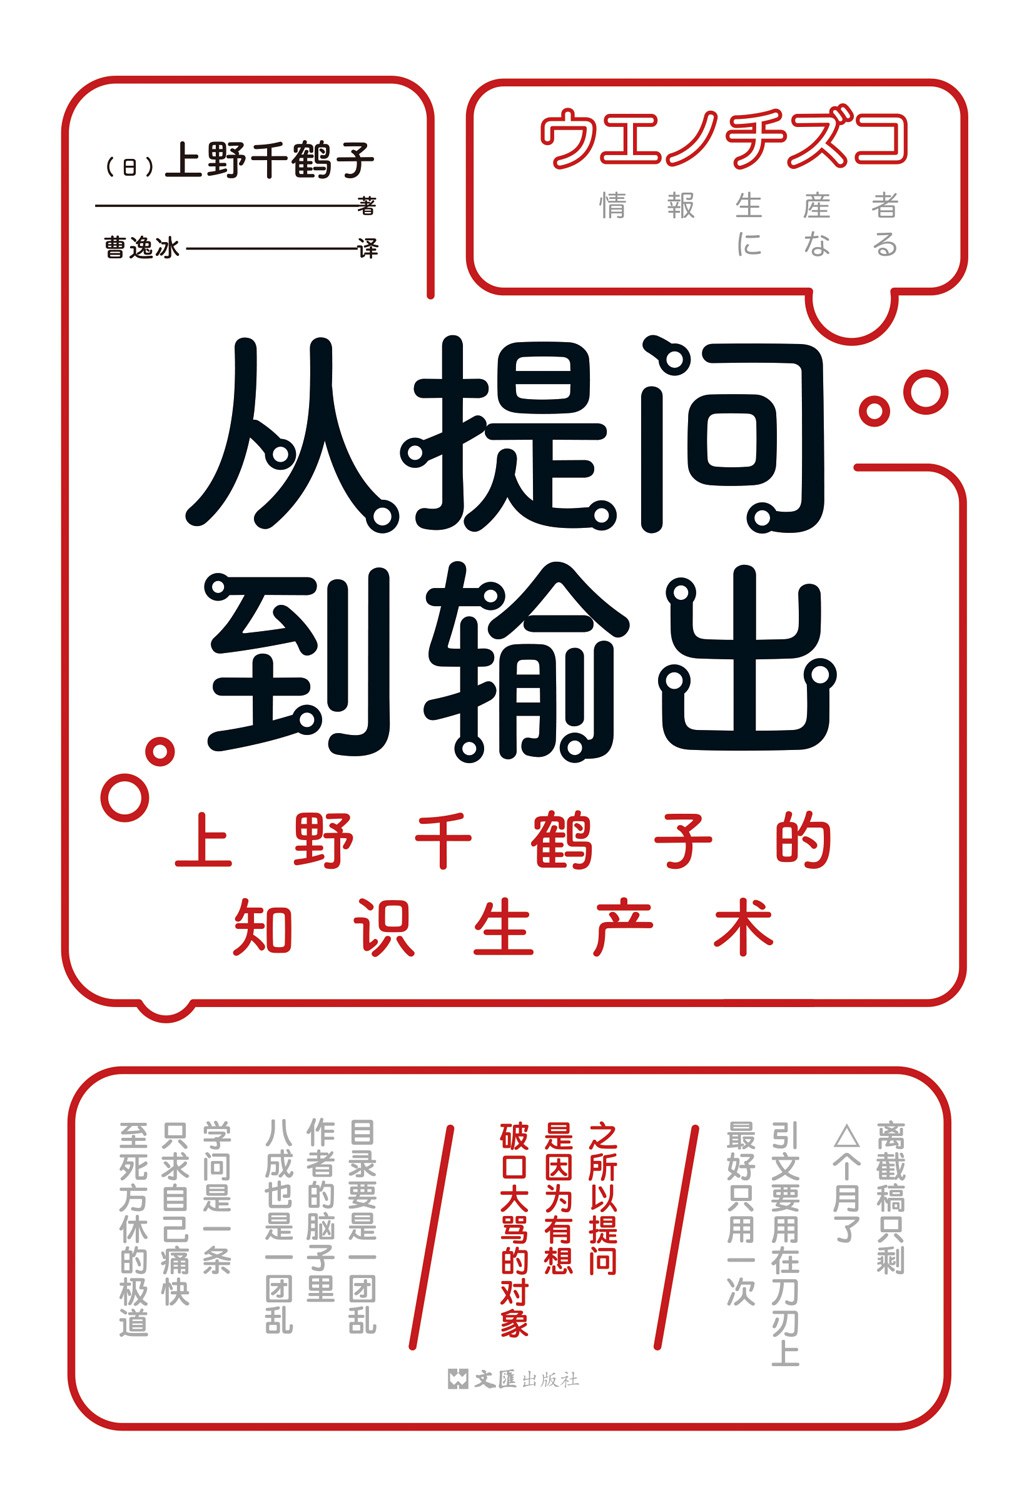 (日)上野千鹤子
著
曹逸冰 译
ウエノチズコ
情報生産者
になる
从提问
到输出
上野千鹤子的
知识生产术
离截稿只剩
△个月了
引文要用在刀刃上
最好只用一次
之所以提问
是因为有想
破口大骂的对象
目录要是一团乱
作者的脑子里
八成也是一团乱
学问是一条
只求自己痛快
至死方休的极道
文匯出版社